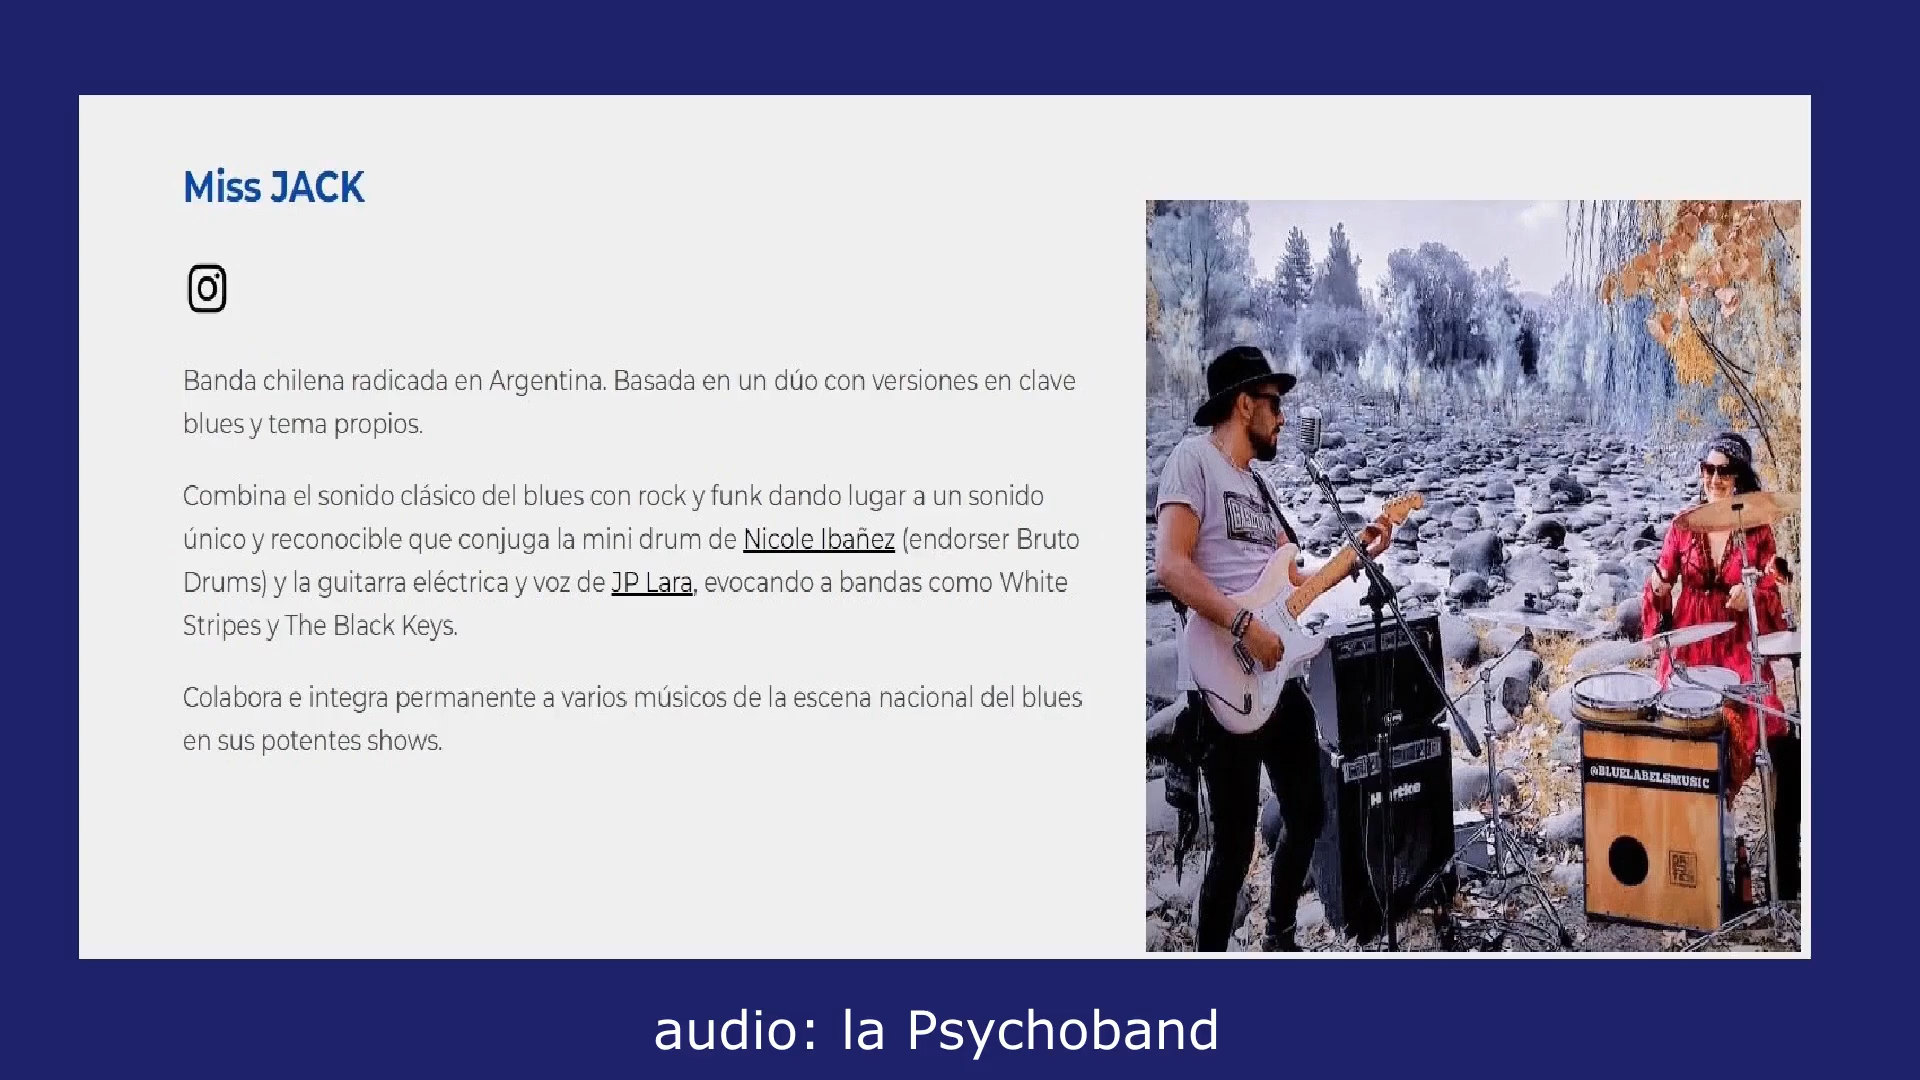 Miss JACK
Banda chilena radicada en Argentina. Basada en un dúo con versiones en clave
blues y tema propios.
Combina el sonido clásico del blues con rock y funk dando lugar a un sonido
único y reconocible que conjuga la mini drum de Nicole Ibañez (endorser Bruto
Drums) y la guitarra eléctrica y voz de JP Lara, evocando a bandas como White
Stripes y The Black Keys.
Colabora e integra permanente a varios músicos de la escena nacional del blues
en sus potentes shows.
@BLUELABELSMUSIC
Hartke
audio: la Psychoband